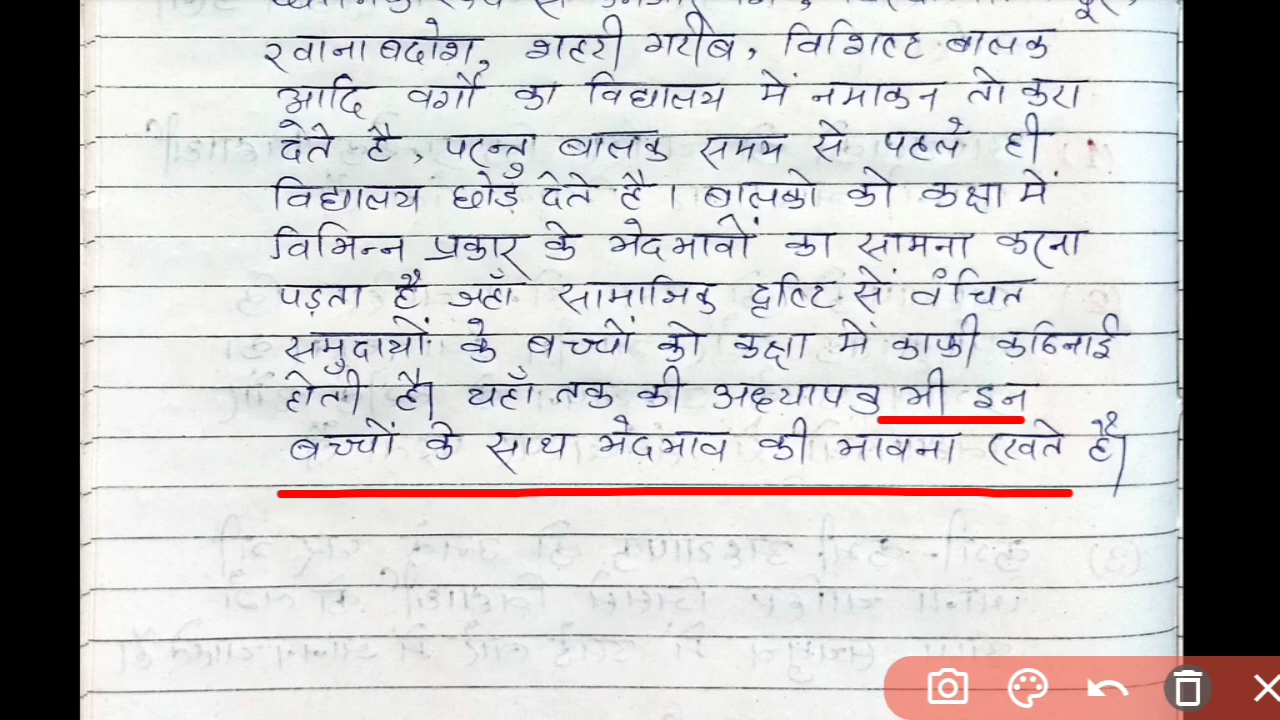 खानाबदोश, शहरी गरीब, विशिष्ट बालक
आदि वर्गों का विद्यालय में नमाकन तो करा
देते है, परन्तु बालक समय से पहले ही
विद्यालय छोड़ देते है। बालको को कक्षा में
विभिन्न प्रकार के भेदभावों का सामना करना
पड़ता है जहाँ सामाजिक दृष्टि सें वंचित
समुदायों के बच्चों को कक्षा में काफी कठिनाई
होती है। यहाँ तक की अध्यापक भी इन
बच्चों के साथ भेदभाव की भावना रखते है।